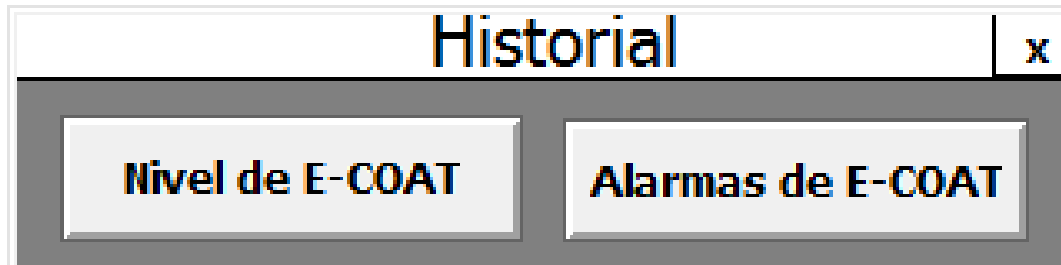 Historial
x
Nivel de E-COAT
Alarmas de E-COAT